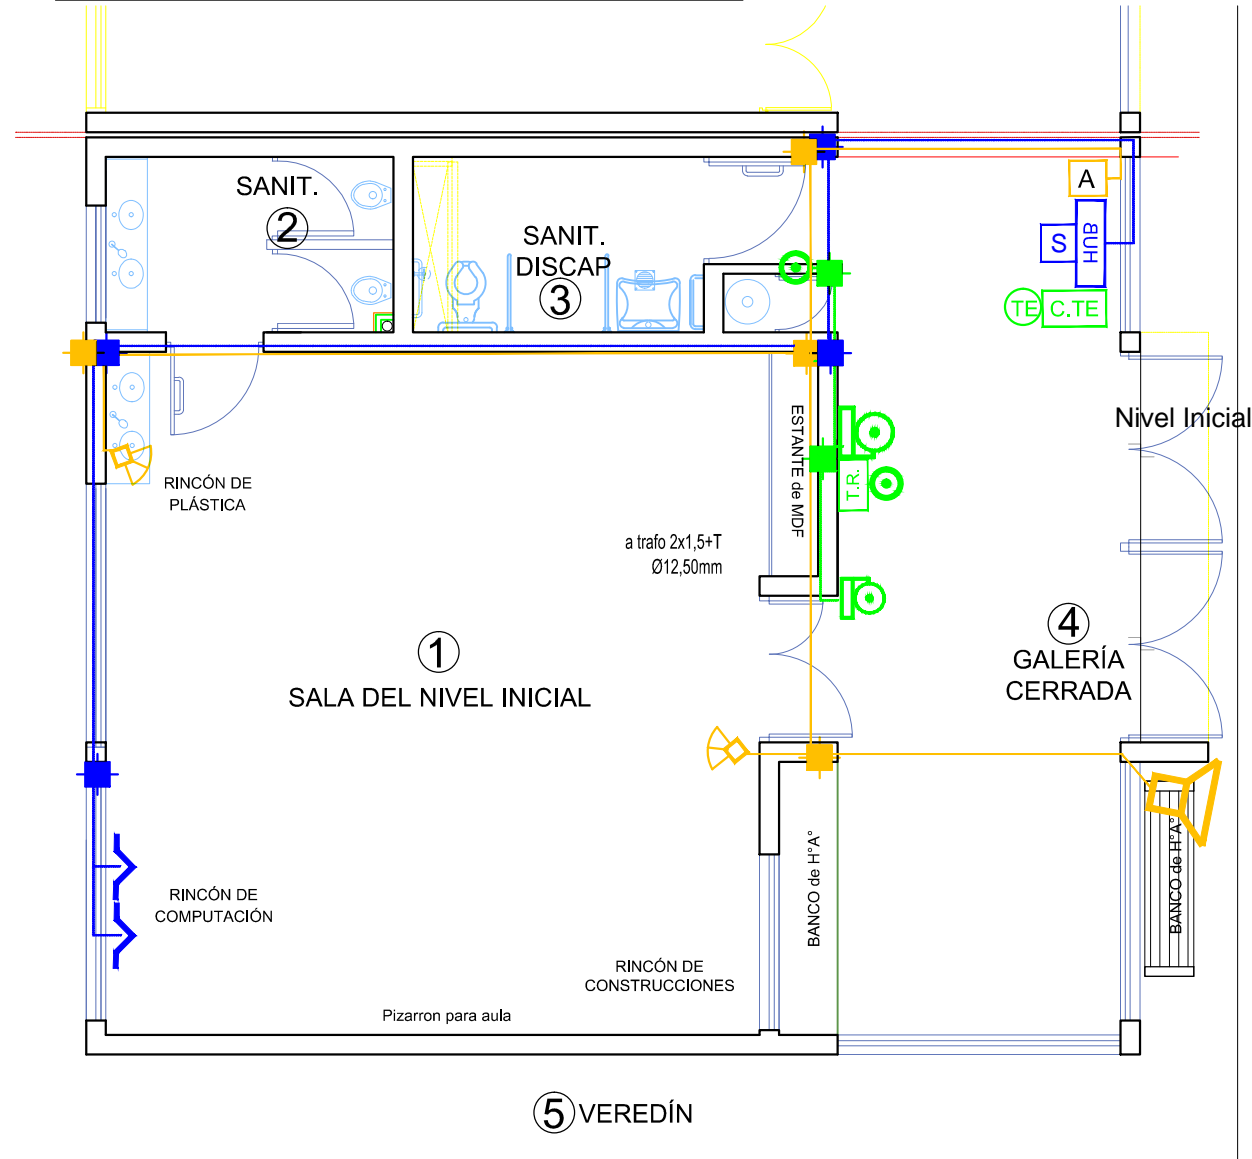 SANIT.
2
SANIT.
DISCAP
3
A
S
HUB
TE
C.TE
Nivel Inicial
ESTANTE de MDF
T.R.
RINCÓN DE
PLÁSTICA
a trafo 2x1,5+T
Ø12,50mm
1
SALA DEL NIVEL INICIAL
4
GALERÍA
CERRADA
BANCO de H°A°
BANCO de H°A°
RINCÓN DE
COMPUTACIÓN
RINCÓN DE
CONSTRUCCIONES
Pizarron para aula
5 VEREDÍN